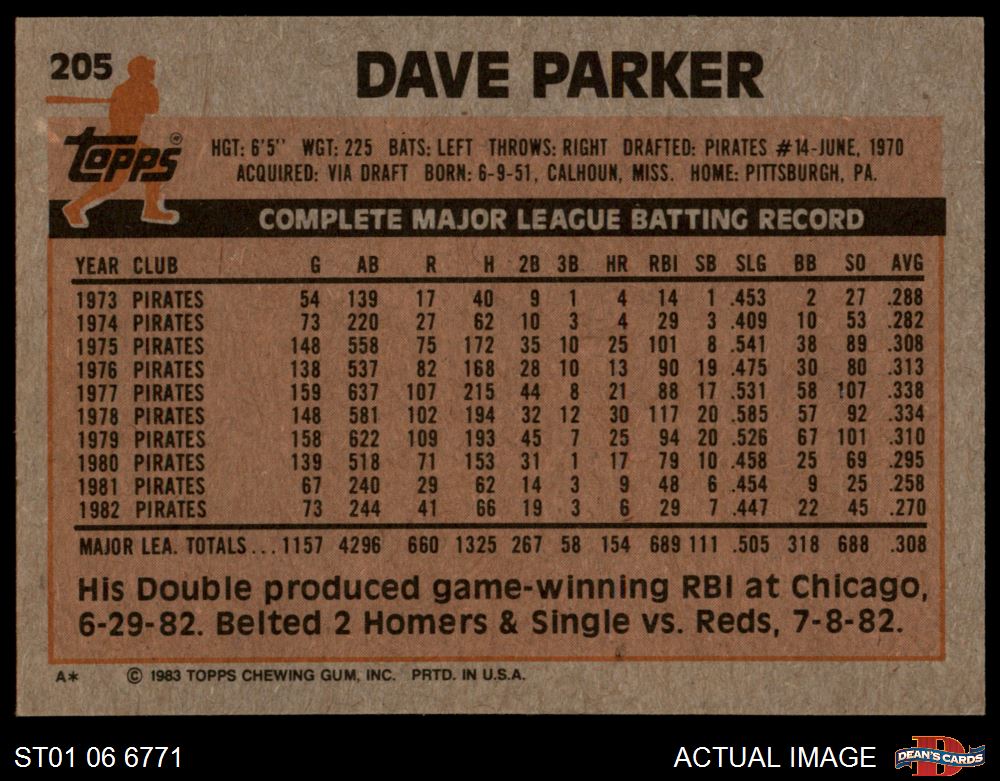 205
DAVE PARKER
topps®
HGT: 6'5'' WGT: 225 BATS: LEFT THROWS: RIGHT DRAFTED: PIRATES #14-JUNE, 1970
ACQUIRED: VIA DRAFT BORN: 6-9-51, CALHOUN, MISS. HOME: PITTSBURGH, PA.
COMPLETE MAJOR LEAGUE BATTING RECORD
YEAR CLUB G AB R H 2B 3B HR RBI SB SLG BB SO AVG
1973 PIRATES 54 139 17 40 9 1 4 14 1 .453 2 27 .288
1974 PIRATES 73 220 27 62 10 3 4 29 3 .409 10 53 .282
1975 PIRATES 148 558 75 172 35 10 25 101 8 .541 38 89 .308
1976 PIRATES 138 537 82 168 28 10 13 90 19 .475 30 80 .313
1977 PIRATES 159 637 107 215 44 8 21 88 17 .531 58 107 .338
1978 PIRATES 148 581 102 194 32 12 30 117 20 .585 57 92 .334
1979 PIRATES 158 622 109 193 45 7 25 94 20 .526 67 101 .310
1980 PIRATES 139 518 71 153 31 1 17 79 10 .458 25 69 .295
1981 PIRATES 67 240 29 62 14 3 9 48 6 .454 9 25 .258
1982 PIRATES 73 244 41 66 19 3 6 29 7 .447 22 45 .270
MAJOR LEA. TOTALS...1157 4296 660 1325 267 58 154 689 111 .505 318 688 .308
His Double produced game-winning RBI at Chicago,
6-29-82. Belted 2 Homers & Single vs. Reds, 7-8-82.
A* © 1983 TOPPS CHEWING GUM, INC. PRTD. IN U.S.A.
ST01 06 6771
ACTUAL IMAGE
D
DEAN'S CARDS